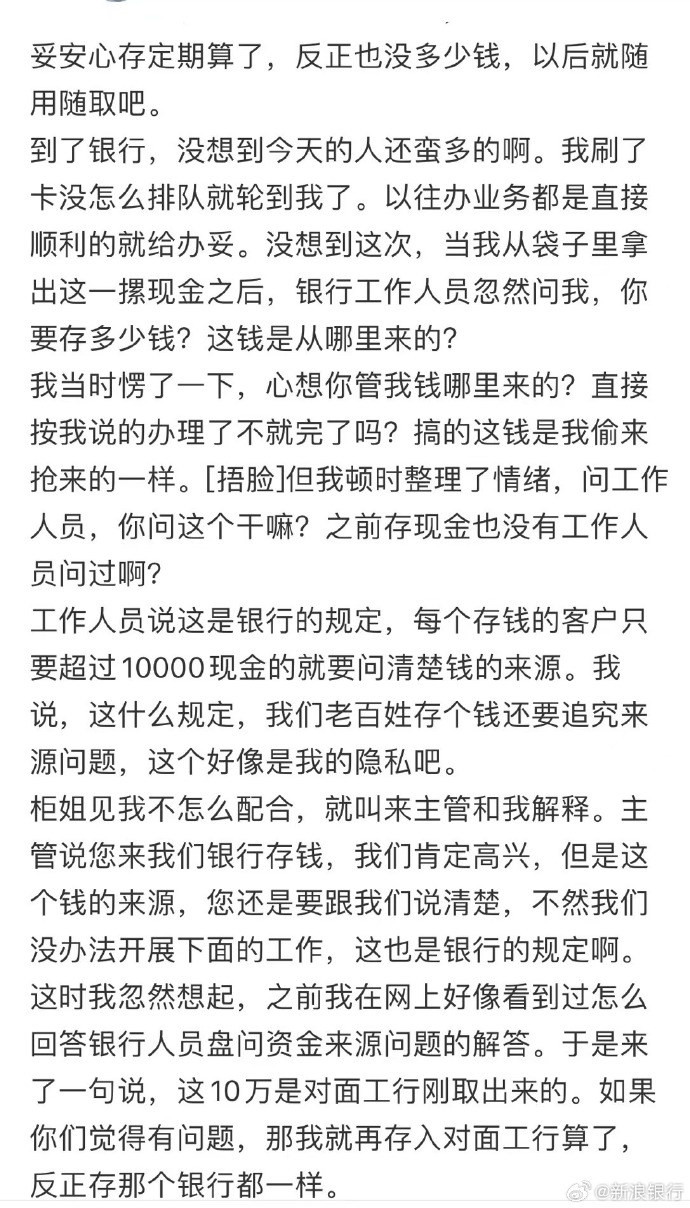 妥安心存定期算了，反正也没多少钱，以后就随
用随取吧。
到了银行，没想到今天的人还蛮多的啊。我刷了
卡没怎么排队就轮到我了。以往办业务都是直接
顺利的就给办妥。没想到这次，当我从袋子里拿
出这一摞现金之后，银行工作人员忽然问我，你
要存多少钱？这钱是从哪里来的？
我当时愣了一下，心想你管我钱哪里来的？直接
按我说的办理了不就完了吗？搞的这钱是我偷来
抢来的一样。[捂脸]但我顿时整理了情绪，问工作
人员，你问这个干嘛？之前存现金也没有工作人
员问过啊？
工作人员说这是银行的规定，每个存钱的客户只
要超过10000现金的就要问清楚钱的来源。我
说，这什么规定，我们老百姓存个钱还要追究来
源问题，这个好像是我的隐私吧。
柜姐见我不怎么配合，就叫来主管和我解释。主
管说您来我们银行存钱，我们肯定高兴，但是这
个钱的来源，您还是要跟我们说清楚，不然我们
没办法开展下面的工作，这也是银行的规定啊。
这时我忽然想起，之前我在网上好像看到过怎么
回答银行人员盘问资金来源问题的解答。于是来
了一句说，这10万是对面工行刚取出来的。如果
你们觉得有问题，那我就再存入对面工行算了，
反正存那个银行都一样。
@新浪银行